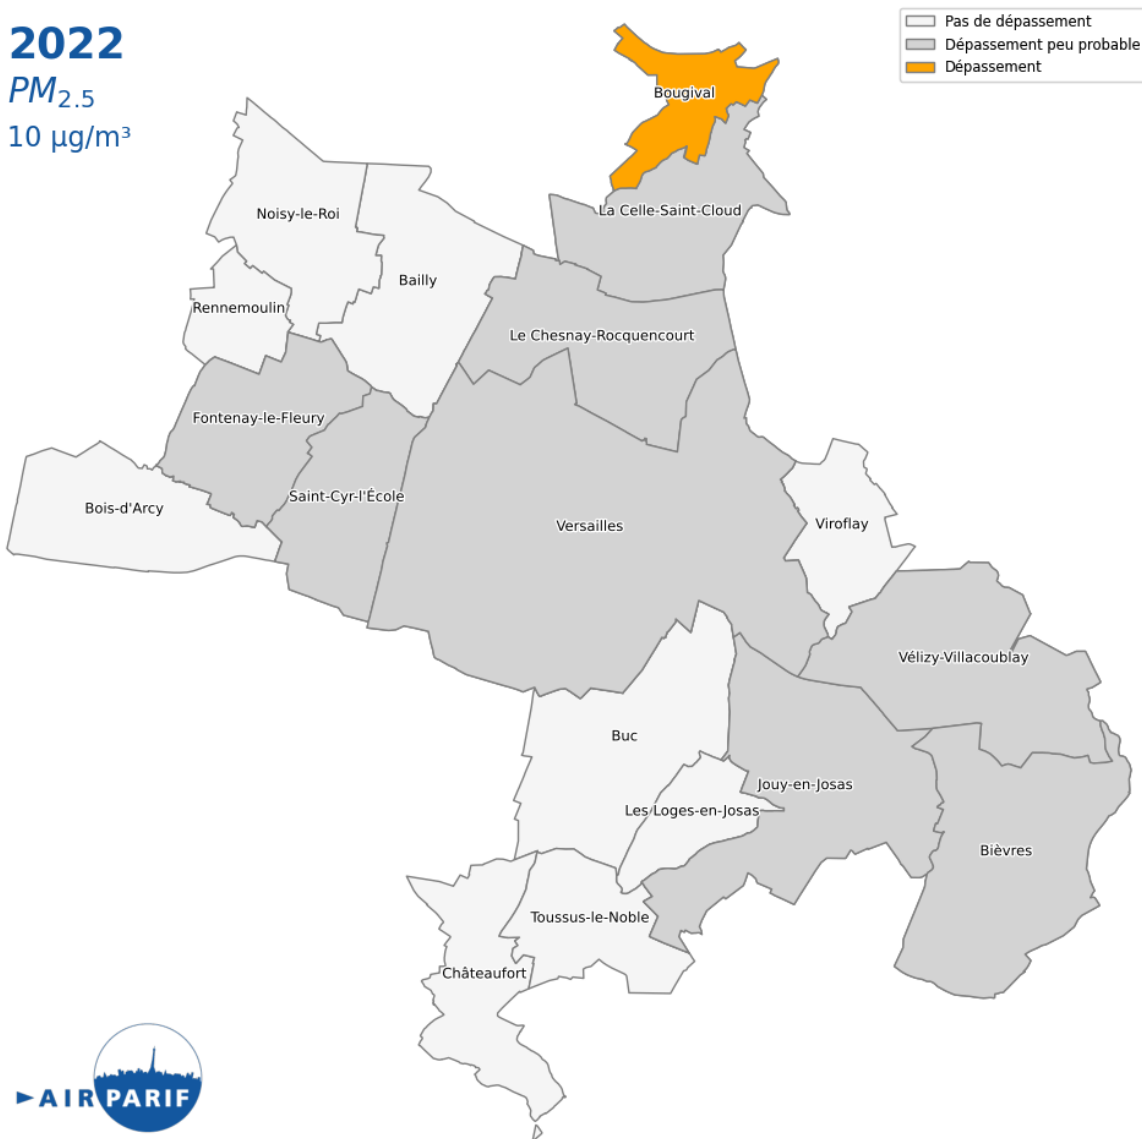 2022
PM2.5
10 µg/m³
Pas de dépassement
Dépassement peu probable
Dépassement
Bougival
La Celle-Saint-Cloud
Noisy-le-Roi
Bailly
Rennemoulin
Le Chesnay-Rocquencourt
Fontenay-le-Fleury
Saint-Cyr-l'École
Bois-d'Arcy
Versailles
Viroflay
Vélizy-Villacoublay
Buc
Jouy-en-Josas
Les Loges-en-Josas
Bièvres
Toussus-le-Noble
Châteaufort
AIRPARIF